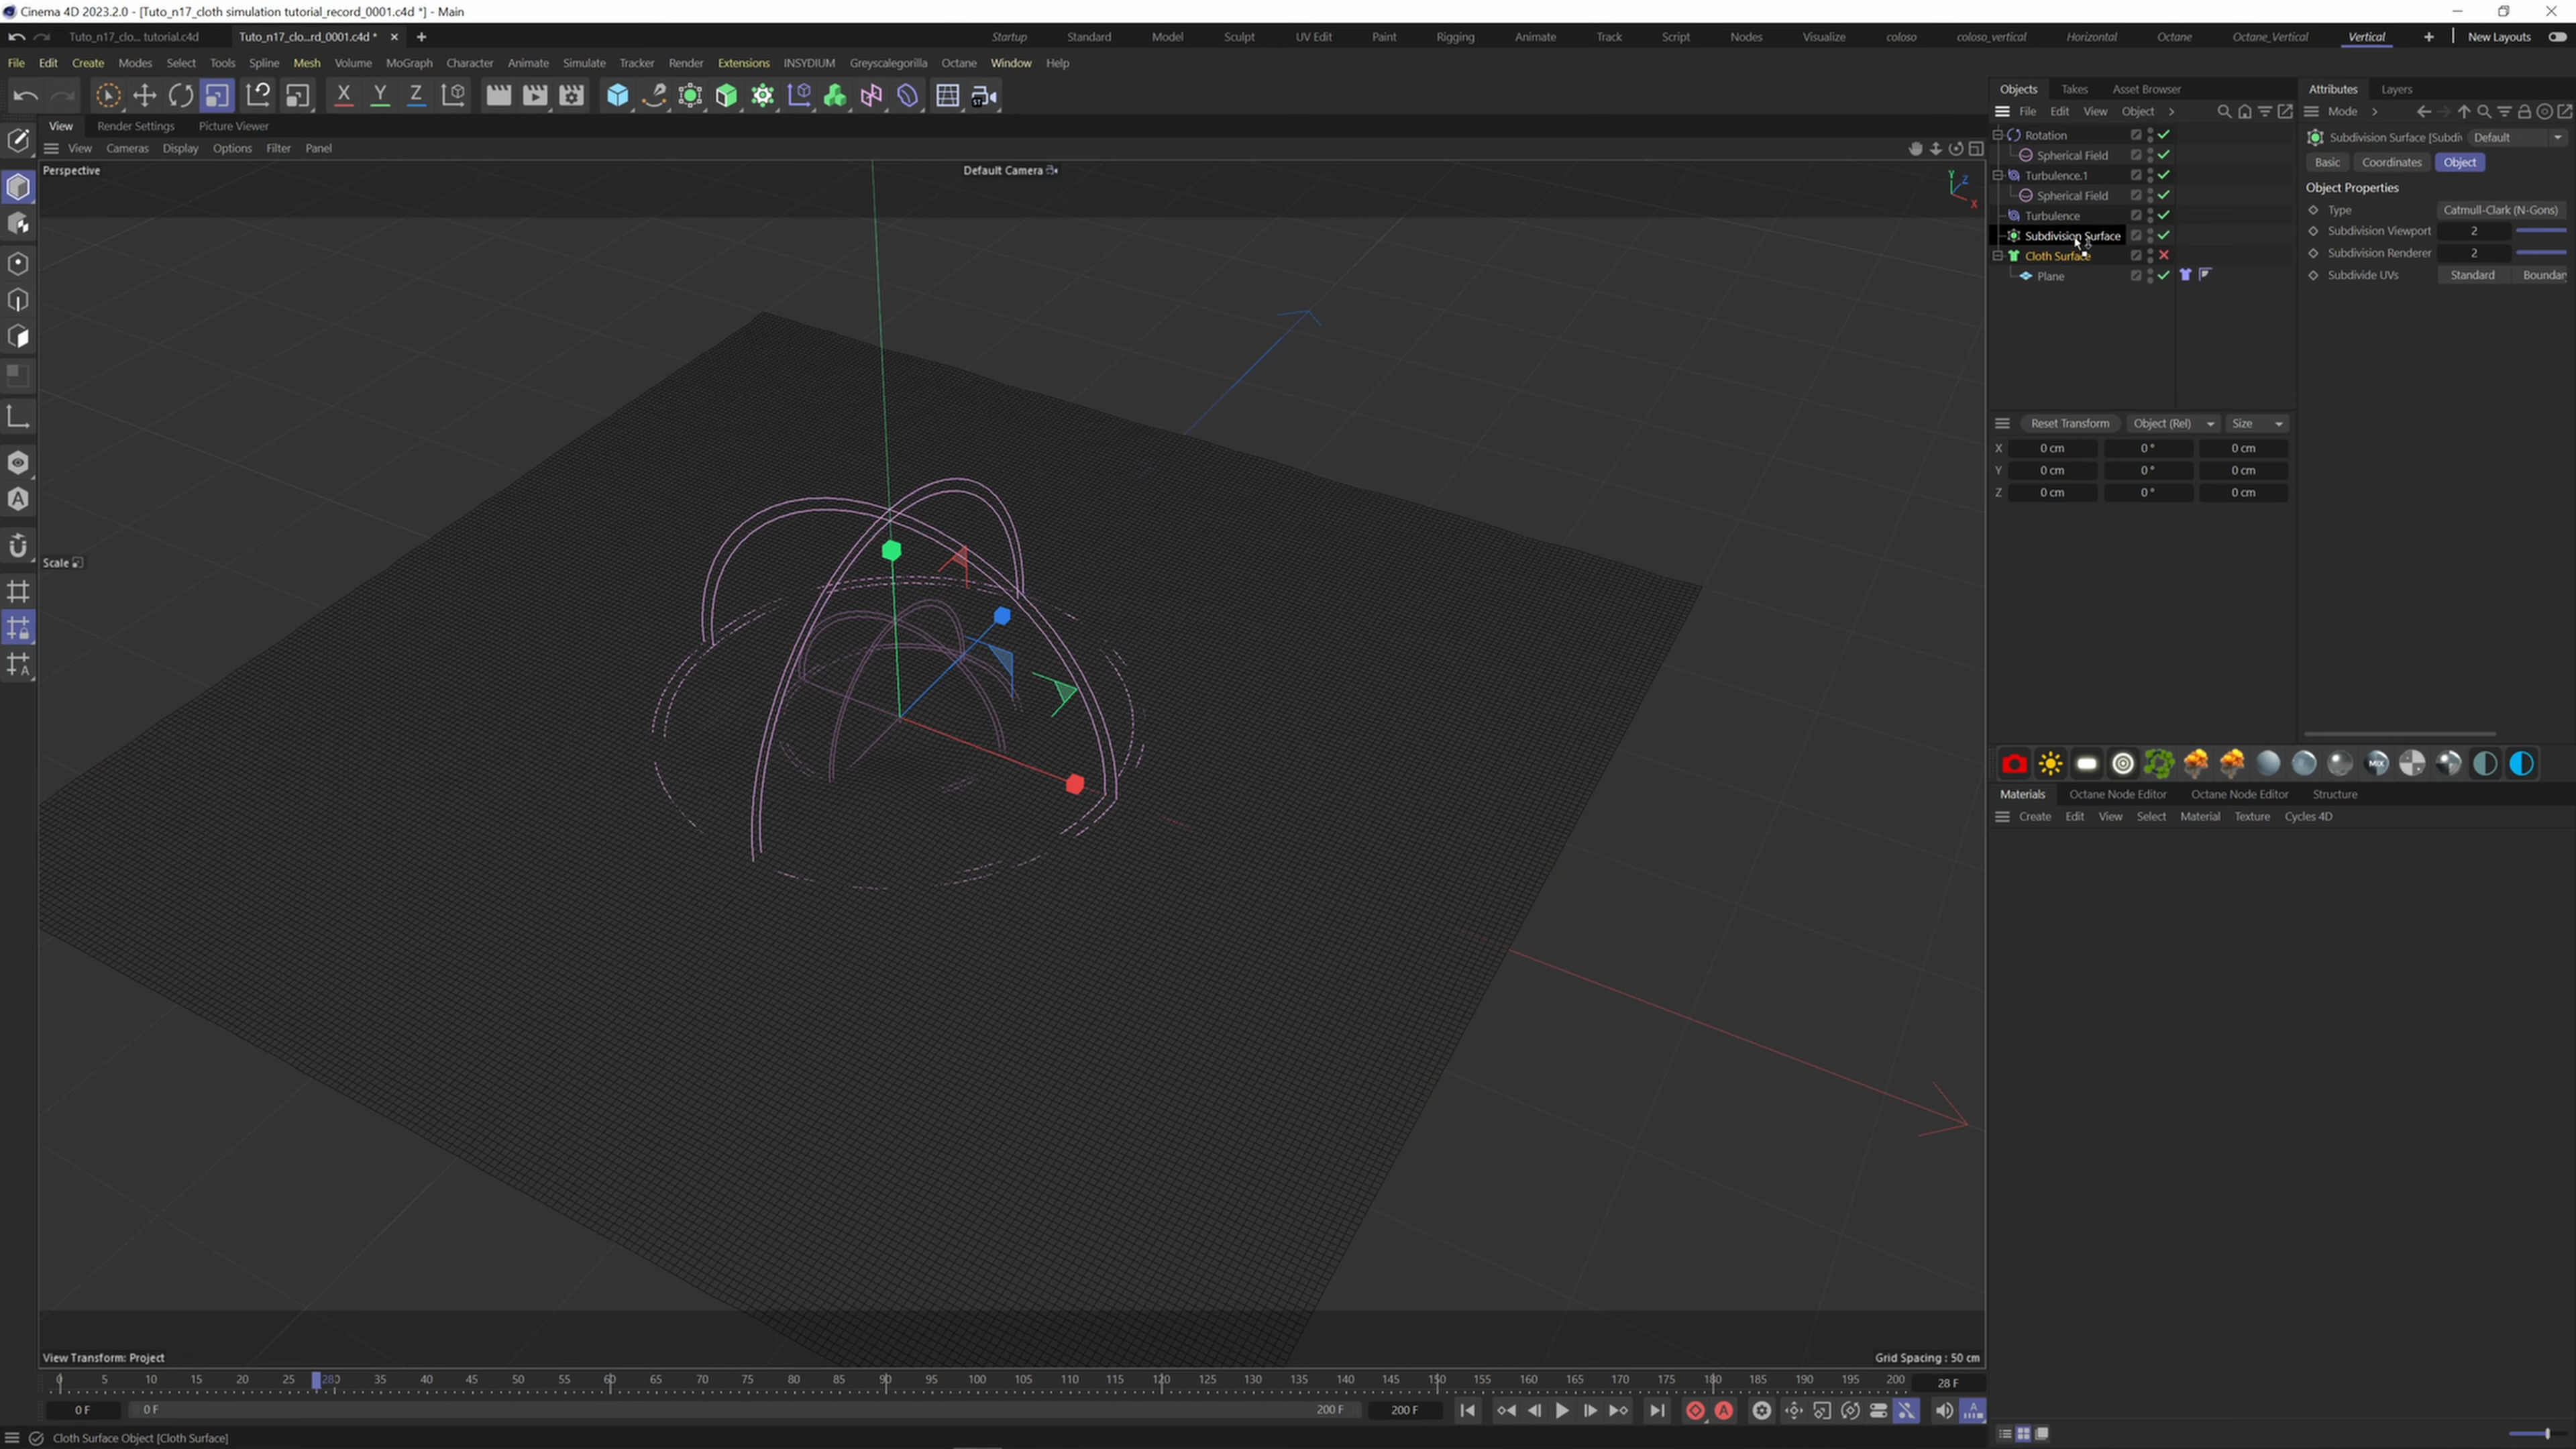 Cinema 4D 2023.2.0 - [Tuto_n17_cloth simulation tutorial_record_0001.c4d *] - Main
Tuto_n17_clo... tutorial.c4d
Tuto_n17_clo...rd_0001.c4d *
Startup Standard Model Sculpt UV Edit Paint Rigging Animate Track Script Nodes Visualize coloso coloso_vertical Horizontal Octane Octane_Vertical Vertical New Layouts
File Edit Create Modes Select Tools Spline Mesh Volume MoGraph Character Animate Simulate Tracker Render Extensions INSYDIUM Greyscalegorilla Octane Window Help
X Y Z
ST
View Render Settings Picture Viewer
View Cameras Display Options Filter Panel
Perspective
Default Camera
Y Z X
Scale
View Transform: Project
Grid Spacing : 50 cm
Objects Takes Asset Browser
File Edit View Object
Rotation
Spherical Field
Turbulence.1
Spherical Field
Turbulence
Subdivision Surface
Cloth Surface
Plane
Reset Transform Object (Rel) Size
X 0 cm 0 ° 0 cm
Y 0 cm 0 ° 0 cm
Z 0 cm 0 ° 0 cm
Attributes Layers
Mode
Subdivision Surface [Subdiv Default
Basic Coordinates Object
Object Properties
Type Catmull-Clark (N-Gons)
Subdivision Viewport 2
Subdivision Renderer 2
Subdivide UVs Standard Boundar
MIX
Materials Octane Node Editor Octane Node Editor Structure
Create Edit View Select Material Texture Cycles 4D
0 5 10 15 20 25 28 35 40 45 50 55 60 65 70 75 80 85 90 95 100 105 110 115 120 125 130 135 140 145 150 155 160 165 170 175 180 185 190 195 200 28 F
0 F 0 F 200 F 200 F
Cloth Surface Object [Cloth Surface]